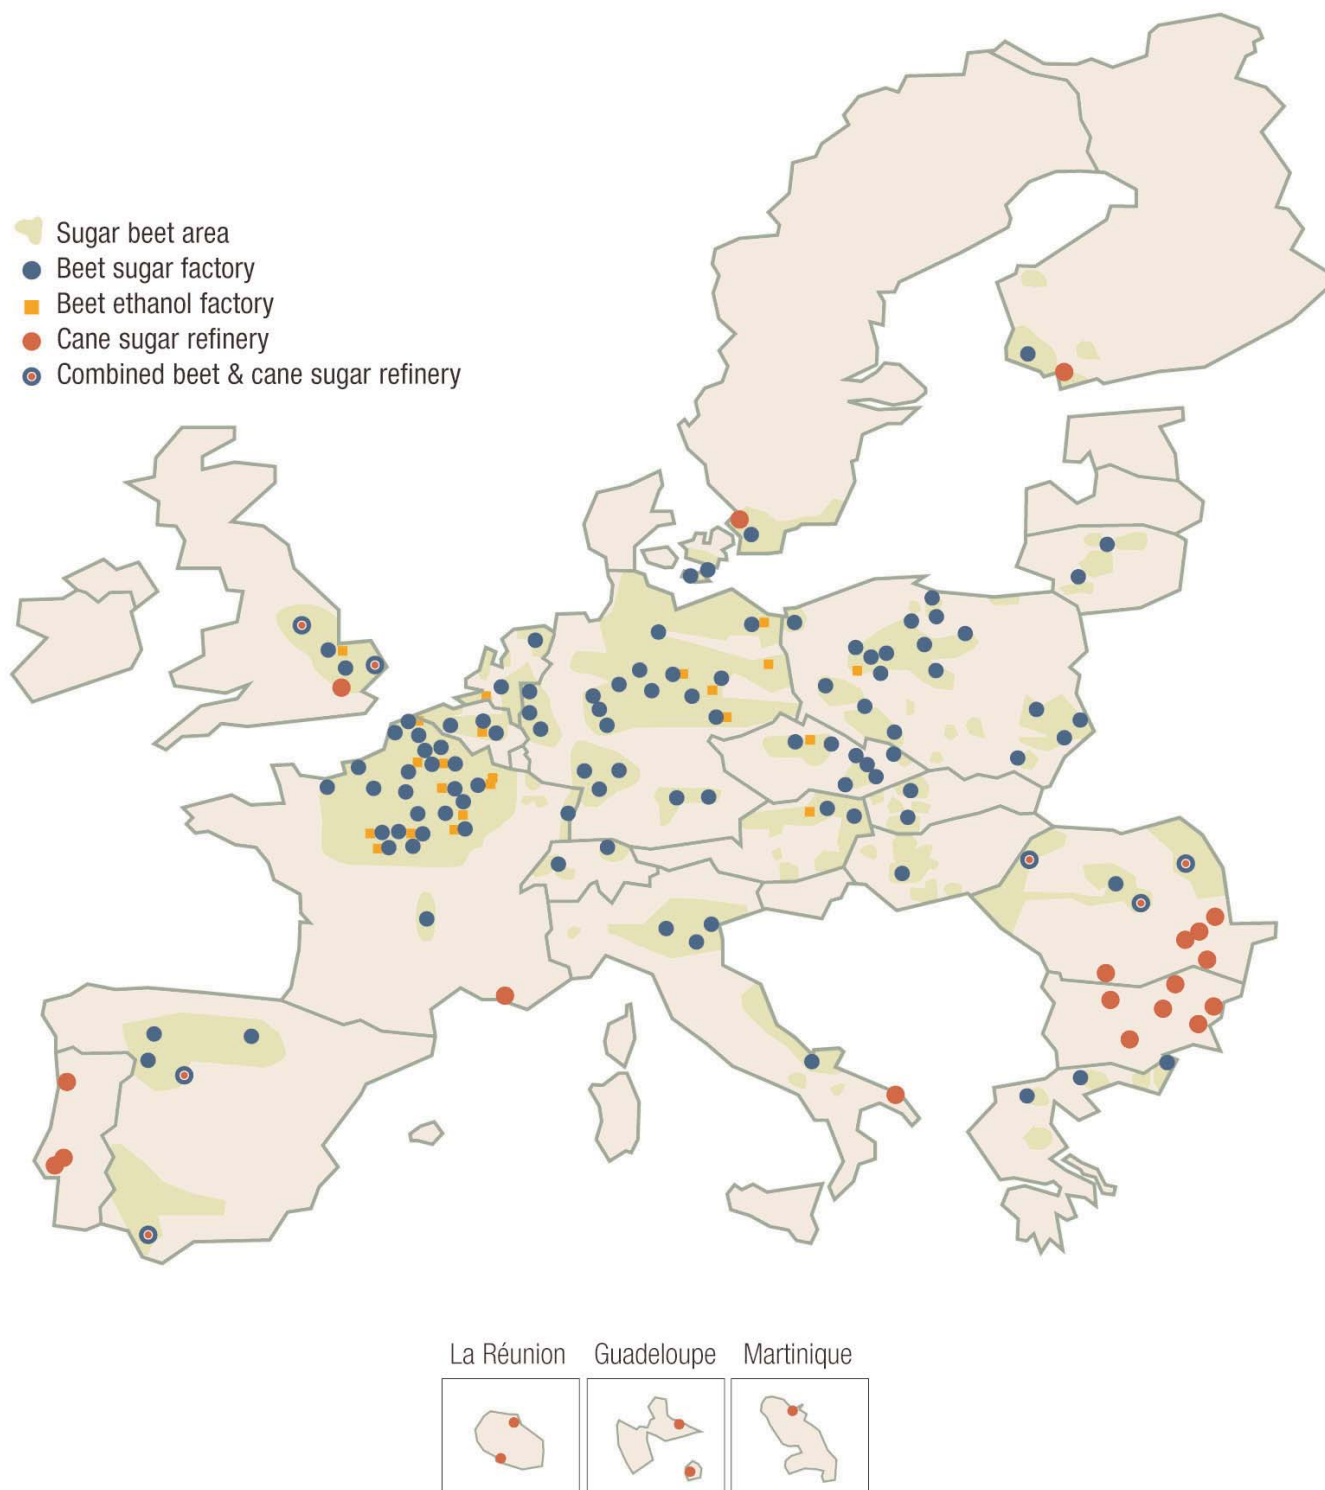 Sugar beet area
Beet sugar factory
Beet ethanol factory
Cane sugar refinery
Combined beet & cane sugar refinery
La Réunion
Guadeloupe
Martinique